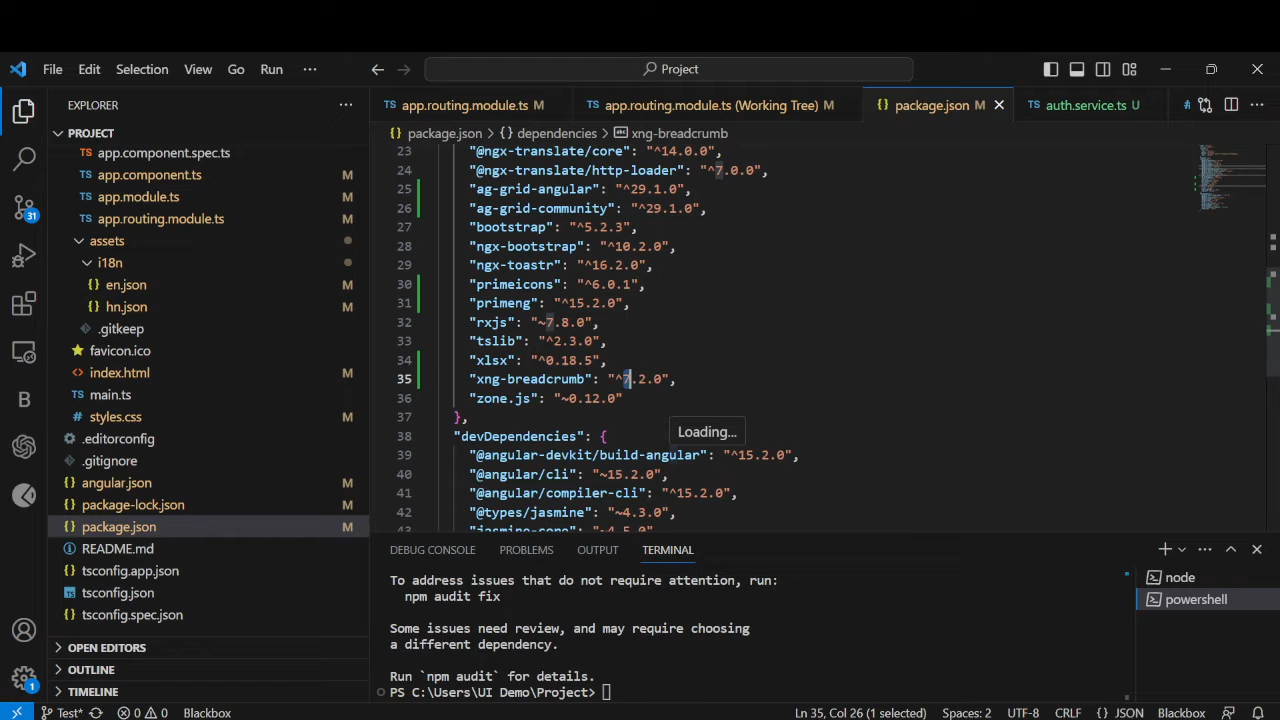 File Edit Selection View Go Run ··· Project
EXPLORER ···
app.routing.module.ts M
app.routing.module.ts (Working Tree) M
package.json M
auth.service.ts U
PROJECT
app.component.spec.ts
app.component.ts M
app.module.ts M
app.routing.module.ts M
assets
i18n
en.json M
hn.json M
.gitkeep
favicon.ico
index.html M
main.ts
styles.css M
.editorconfig
.gitignore
angular.json M
package-lock.json M
package.json M
README.md
tsconfig.app.json
tsconfig.json
tsconfig.spec.json
OPEN EDITORS
OUTLINE
TIMELINE
31
1
package.json > {} dependencies > xng-breadcrumb
23 "@ngx-translate/core": "^14.0.0",
24 "@ngx-translate/http-loader": "^7.0.0",
25 "ag-grid-angular": "^29.1.0",
26 "ag-grid-community": "^29.1.0",
27 "bootstrap": "^5.2.3",
28 "ngx-bootstrap": "^10.2.0",
29 "ngx-toastr": "^16.2.0",
30 "primeicons": "^6.0.1",
31 "primeng": "^15.2.0",
32 "rxjs": "~7.8.0",
33 "tslib": "^2.3.0",
34 "xlsx": "^0.18.5",
35 "xng-breadcrumb": "^7.2.0",
36 "zone.js": "~0.12.0"
37 },
38 "devDependencies": {
Loading...
39 "@angular-devkit/build-angular": "^15.2.0",
40 "@angular/cli": "~15.2.0",
41 "@angular/compiler-cli": "^15.2.0",
42 "@types/jasmine": "~4.3.0",
43 "jasmine-core": "~4.5.0",
DEBUG CONSOLE PROBLEMS OUTPUT TERMINAL
To address issues that do not require attention, run:
npm audit fix
Some issues need review, and may require choosing
a different dependency.
Run `npm audit` for details.
PS C:\Users\UI Demo\Project>
node
powershell
Test* 0 0 Blackbox Ln 35, Col 26 (1 selected) Spaces: 2 UTF-8 CRLF {} JSON Blackbox